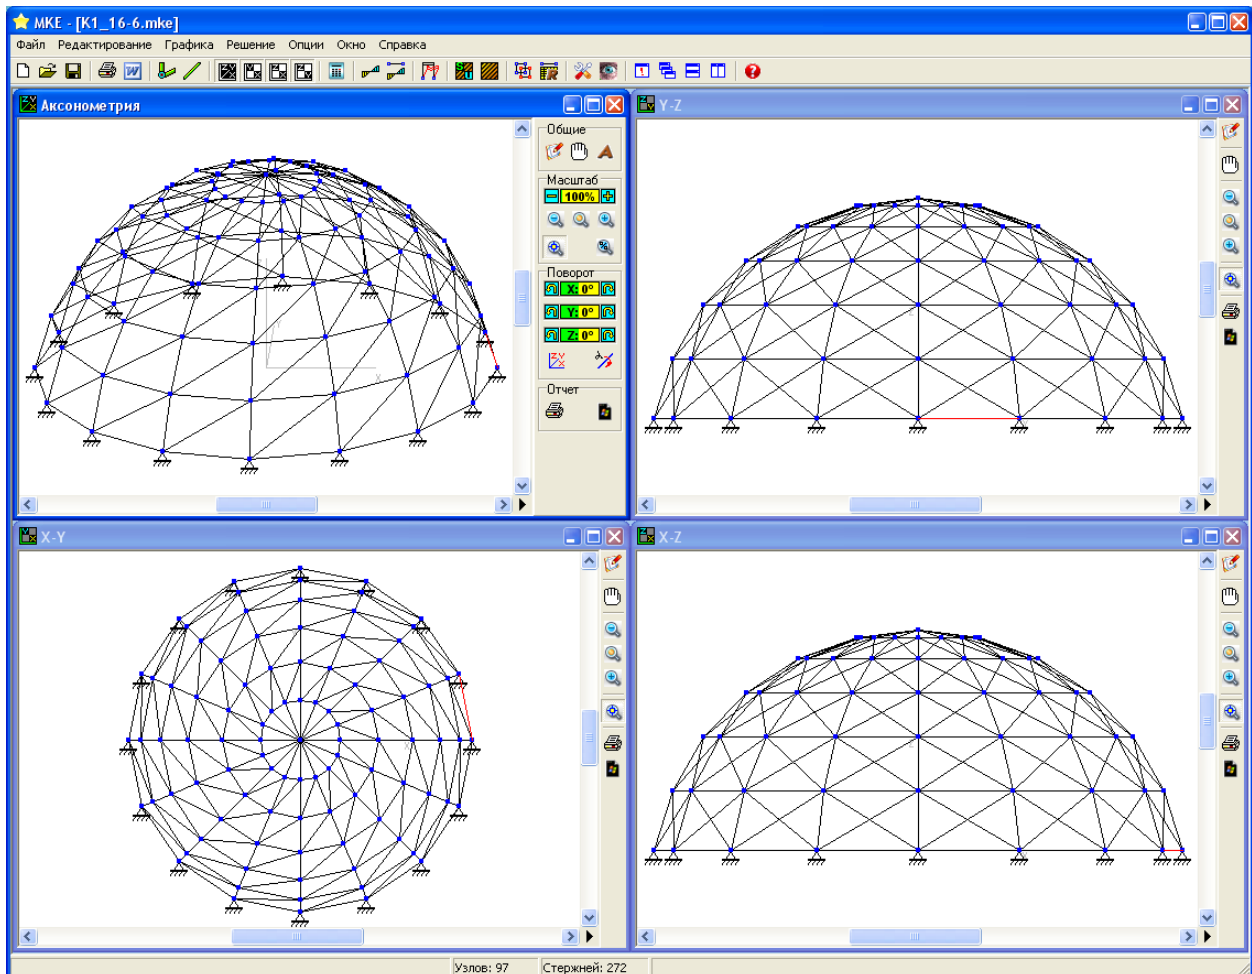 MKE - [K1_16-6.mke]
Файл Редактирование Графика Решение Опции Окно Справка
Аксонометрия
Общие
Масштаб
100%
Поворот
X: 0°
Y: 0°
Z: 0°
Отчет
Y-Z
X-Y
X-Z
Узлов: 97 Стержней: 272